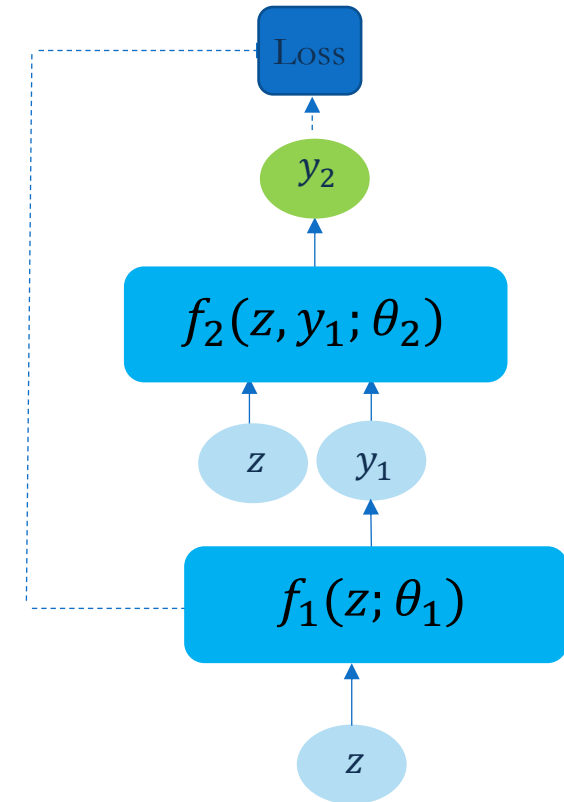 Loss
y₂
f₂(z, y₁; θ₂)
z y₁
f₁(z; θ₁)
z